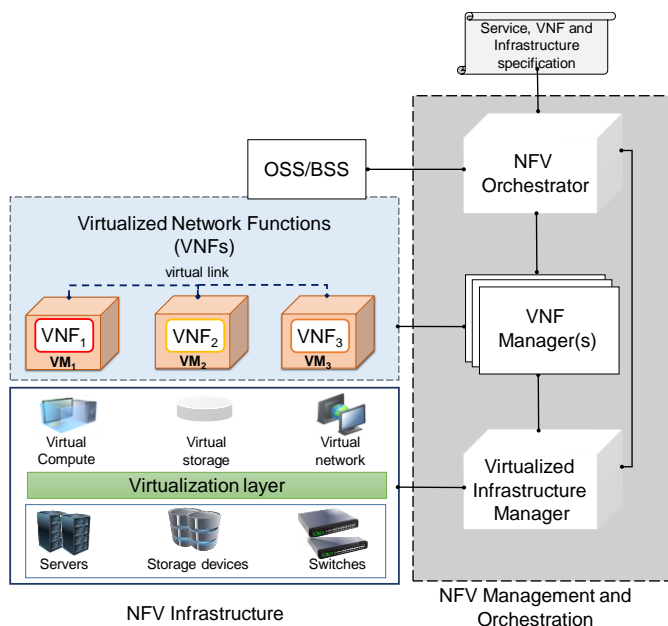 Service, VNF and
Infrastructure
specification
OSS/BSS
NFV
Orchestrator
Virtualized Network Functions
(VNFs)
virtual link
VNF1
VM1
VNF2
VM2
VNF3
VM3
VNF
Manager(s)
Virtual
Compute
Virtual
storage
Virtual
network
Virtualization layer
Virtualized
Infrastructure
Manager
Servers
Storage devices
Switches
NFV Infrastructure
NFV Management and
Orchestration